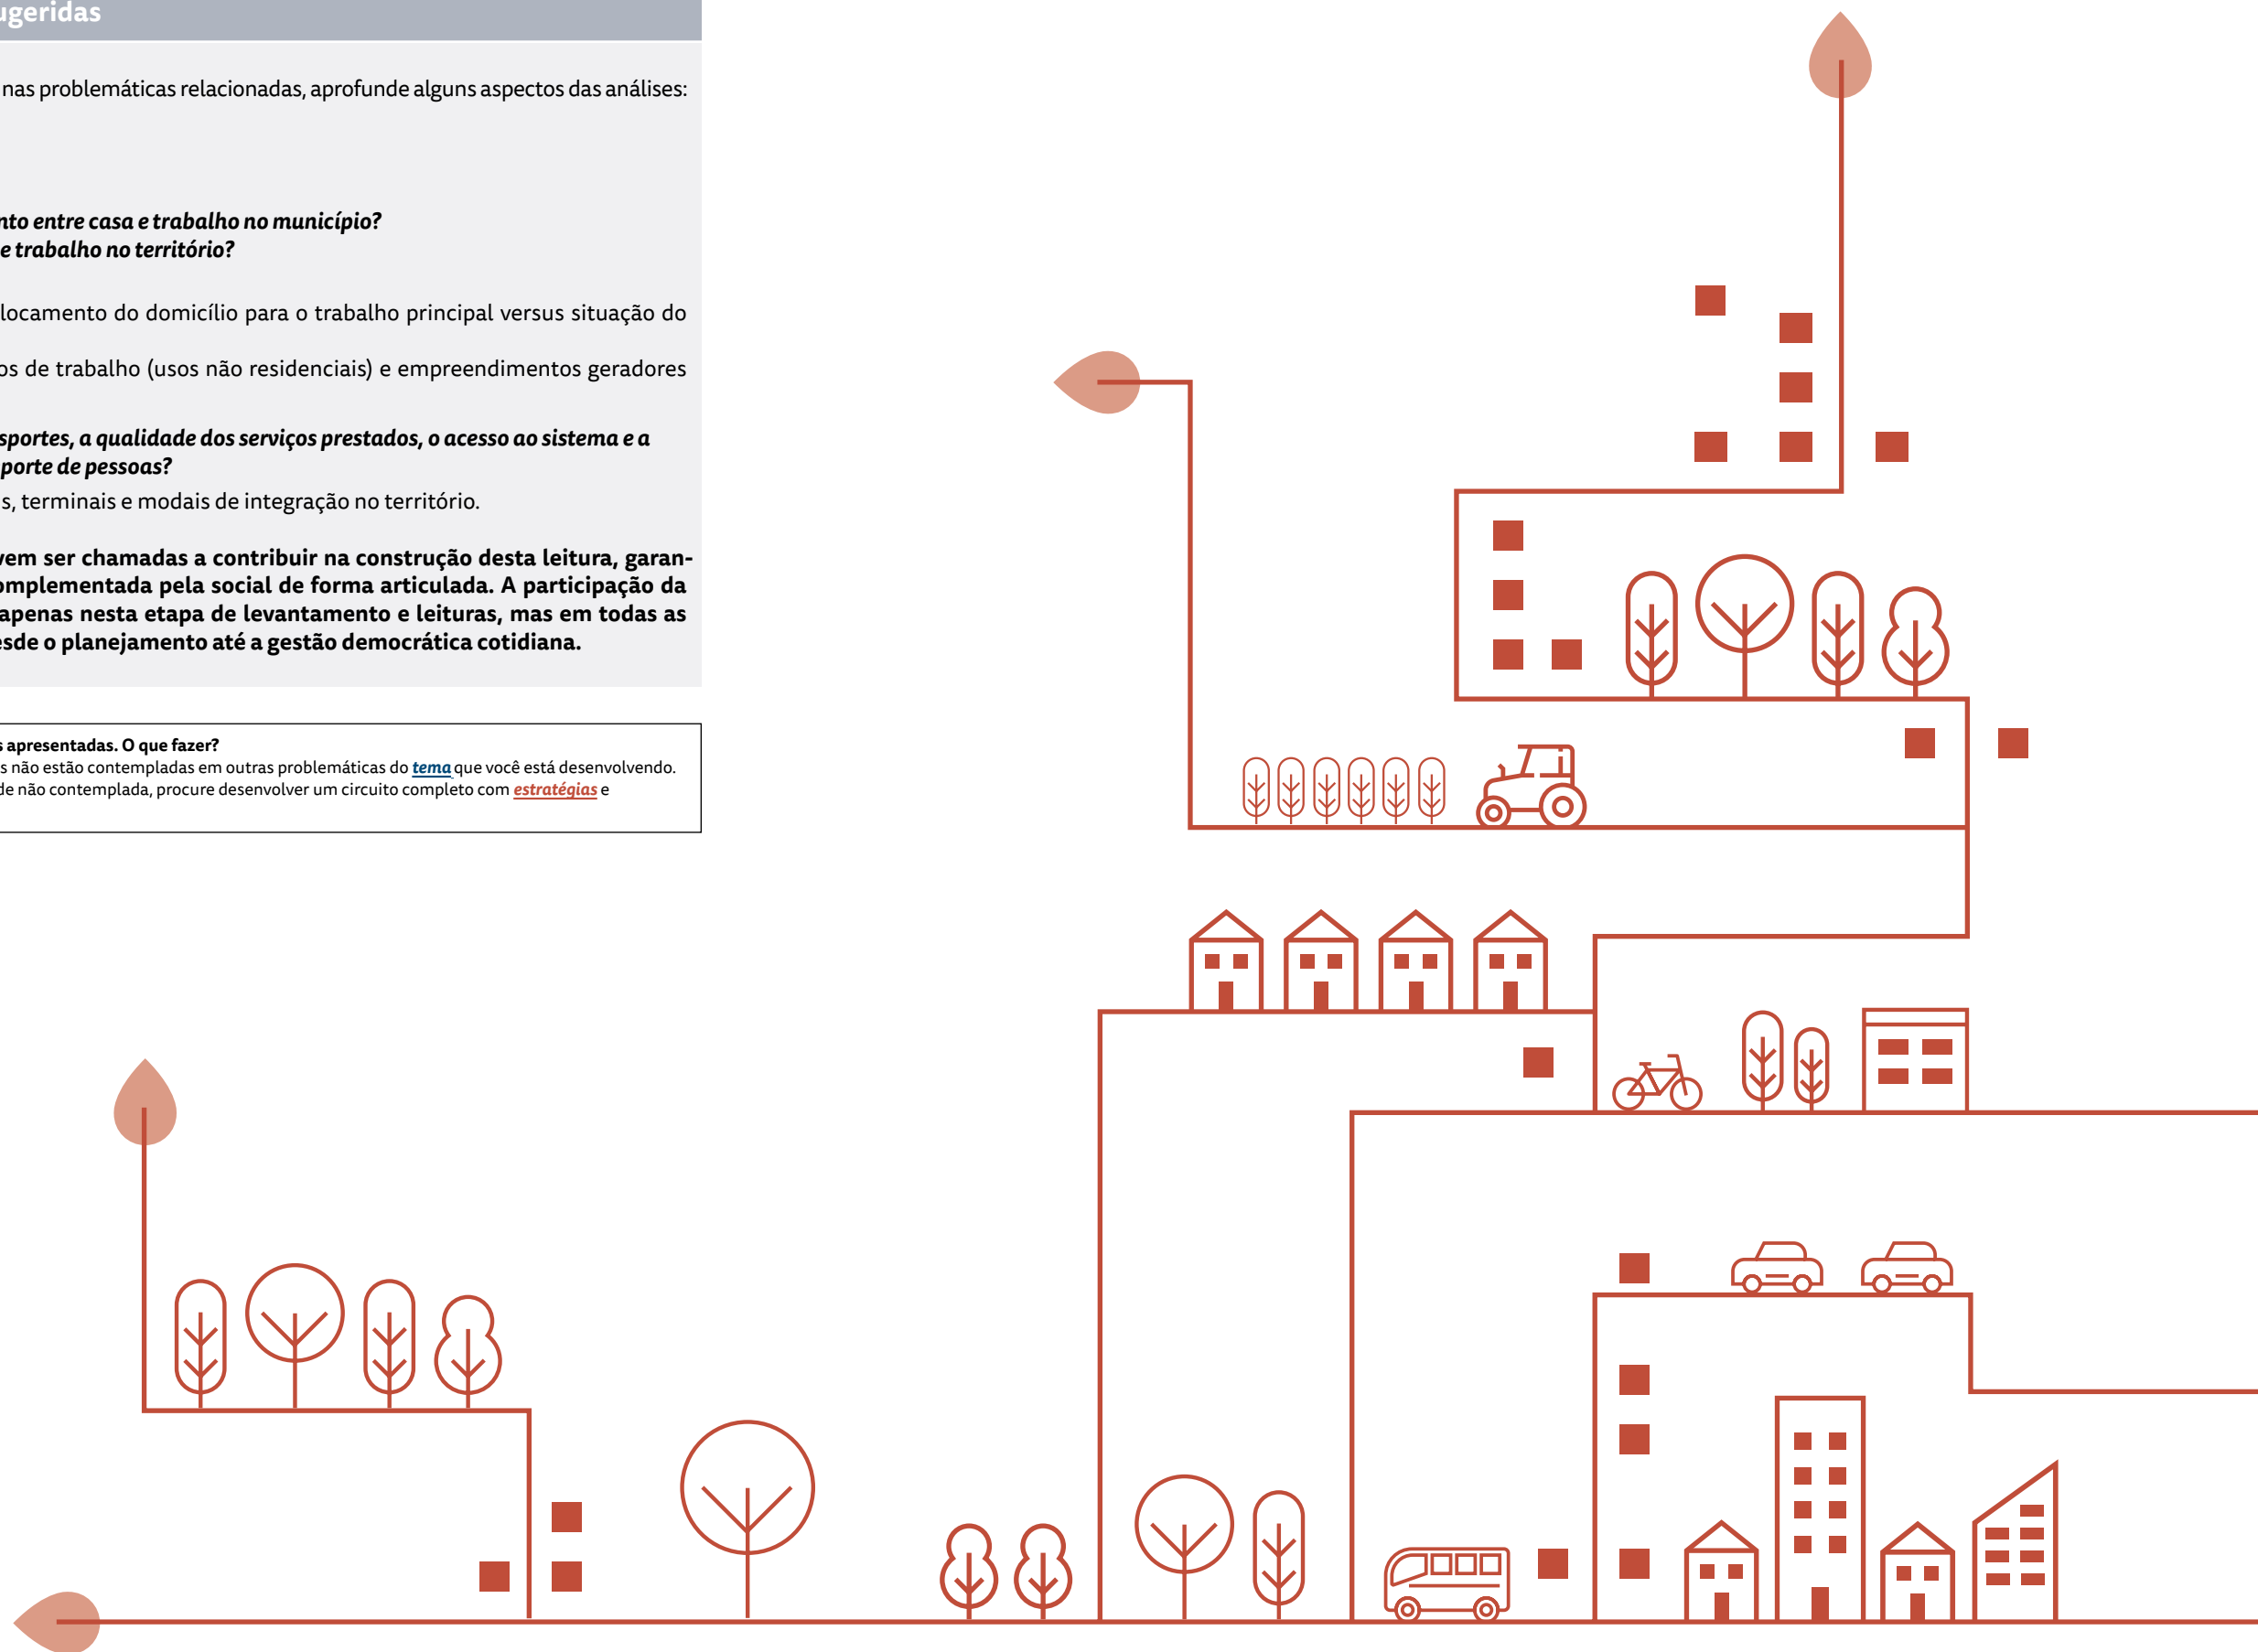 ugeridas
nas problemáticas relacionadas, aprofunde alguns aspectos das análises:
nto entre casa e trabalho no município?
e trabalho no território?
locamento do domicílio para o trabalho principal versus situação do
os de trabalho (usos não residenciais) e empreendimentos geradores
sportes, a qualidade dos serviços prestados, o acesso ao sistema e a
porte de pessoas?
s, terminais e modais de integração no território.
vem ser chamadas a contribuir na construção desta leitura, garan-
omplementada pela social de forma articulada. A participação da
apenas nesta etapa de levantamento e leituras, mas em todas as
esde o planejamento até a gestão democrática cotidiana.
s apresentadas. O que fazer?
s não estão contempladas em outras problemáticas do tema que você está desenvolvendo.
de não contemplada, procure desenvolver um circuito completo com estratégias e